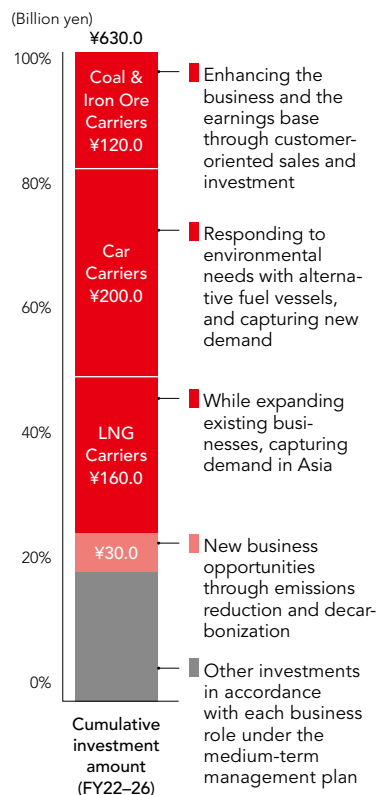 (Billion yen)
¥630.0
100%
80%
60%
40%
20%
0%
Coal &
Iron Ore
Carriers
¥120.0
Car
Carriers
¥200.0
LNG
Carriers
¥160.0
¥30.0
Enhancing the
business and the
earnings base
through customer-
oriented sales and
investment
Responding to
environmental
needs with alterna-
tive fuel vessels,
and capturing new
demand
While expanding
existing busi-
nesses, capturing
demand in Asia
New business
opportunities
through emissions
reduction and decar-
bonization
Other investments
in accordance
with each business
role under the
medium-term
management plan
Cumulative
investment
amount
(FY22–26)